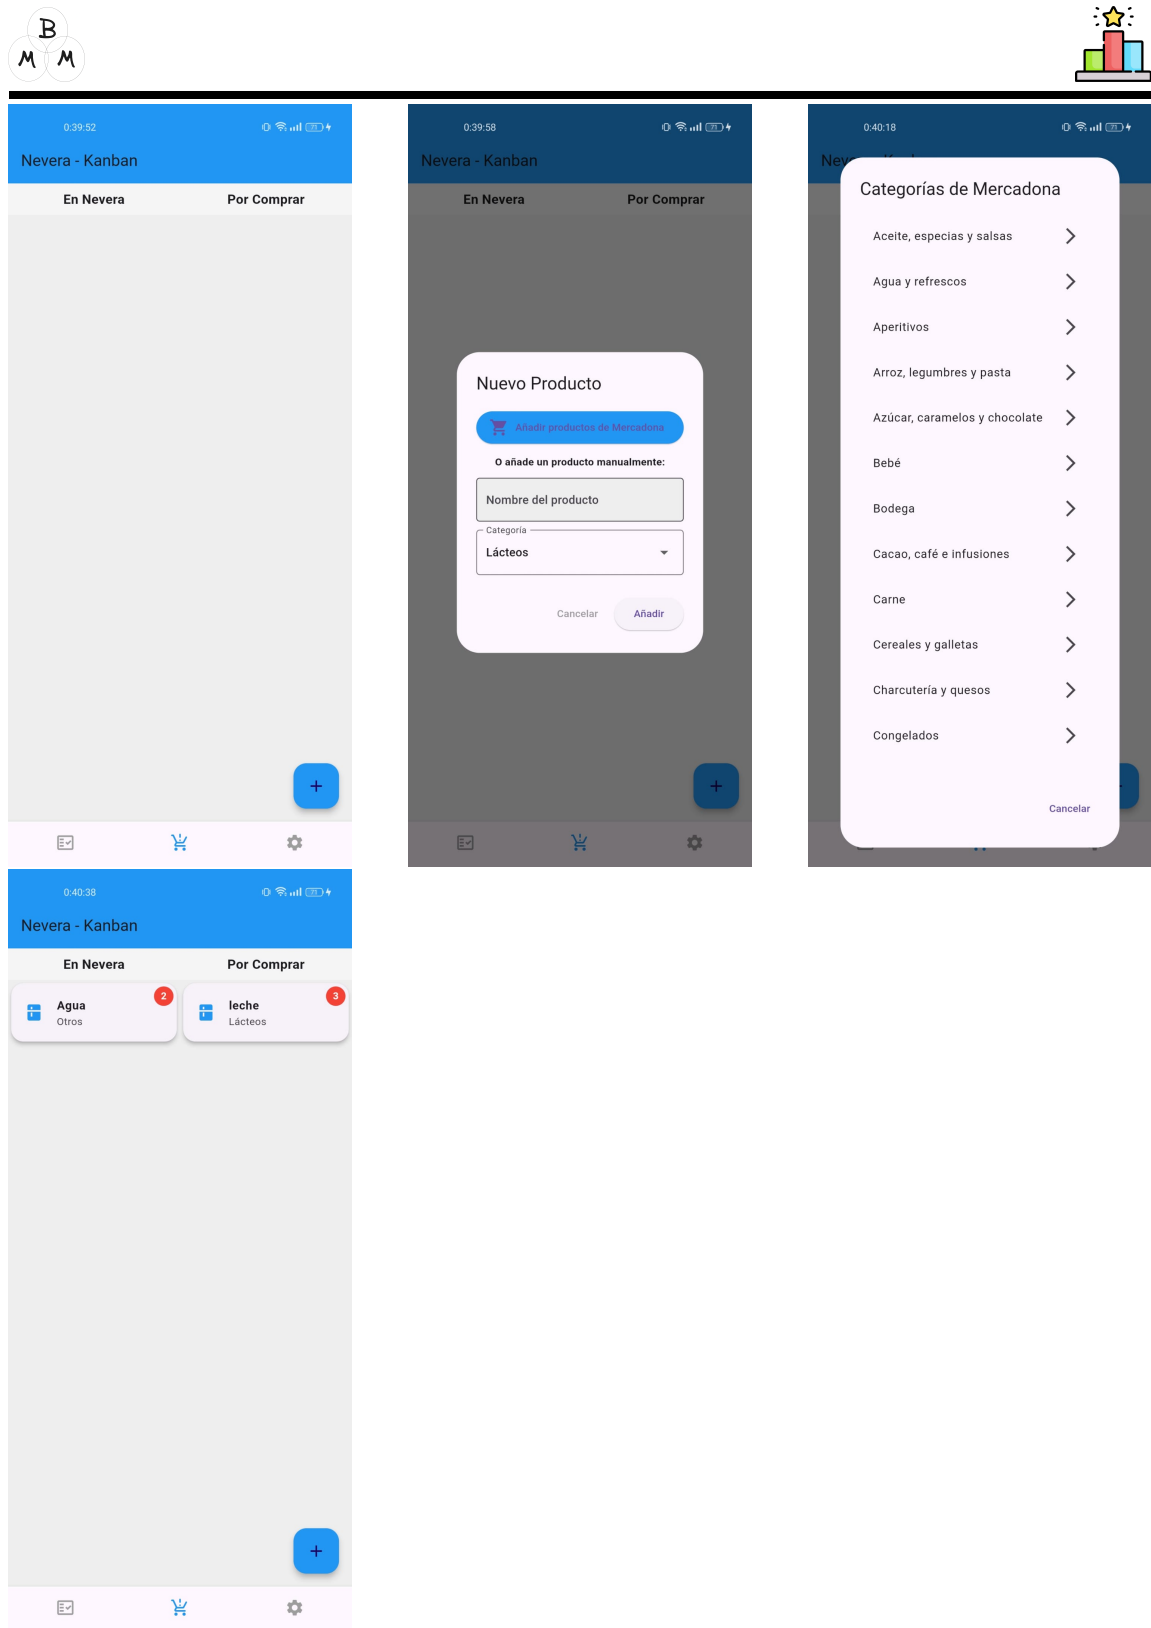 B
M M
0:39:52
Nevera - Kanban
En Nevera Por Comprar
0:39:58
Nevera - Kanban
En Nevera Por Comprar
Nuevo Producto
Añadir productos de Mercadona
O añade un producto manualmente:
Nombre del producto
Categoría
Lácteos
Cancelar Añadir
0:40:18
Categorías de Mercadona
Aceite, especias y salsas
Agua y refrescos
Aperitivos
Arroz, legumbres y pasta
Azúcar, caramelos y chocolate
Bebé
Bodega
Cacao, café e infusiones
Carne
Cereales y galletas
Charcutería y quesos
Congelados
Cancelar
0:40:38
Nevera - Kanban
En Nevera Por Comprar
Agua 2 leche 3
Otros Lácteos